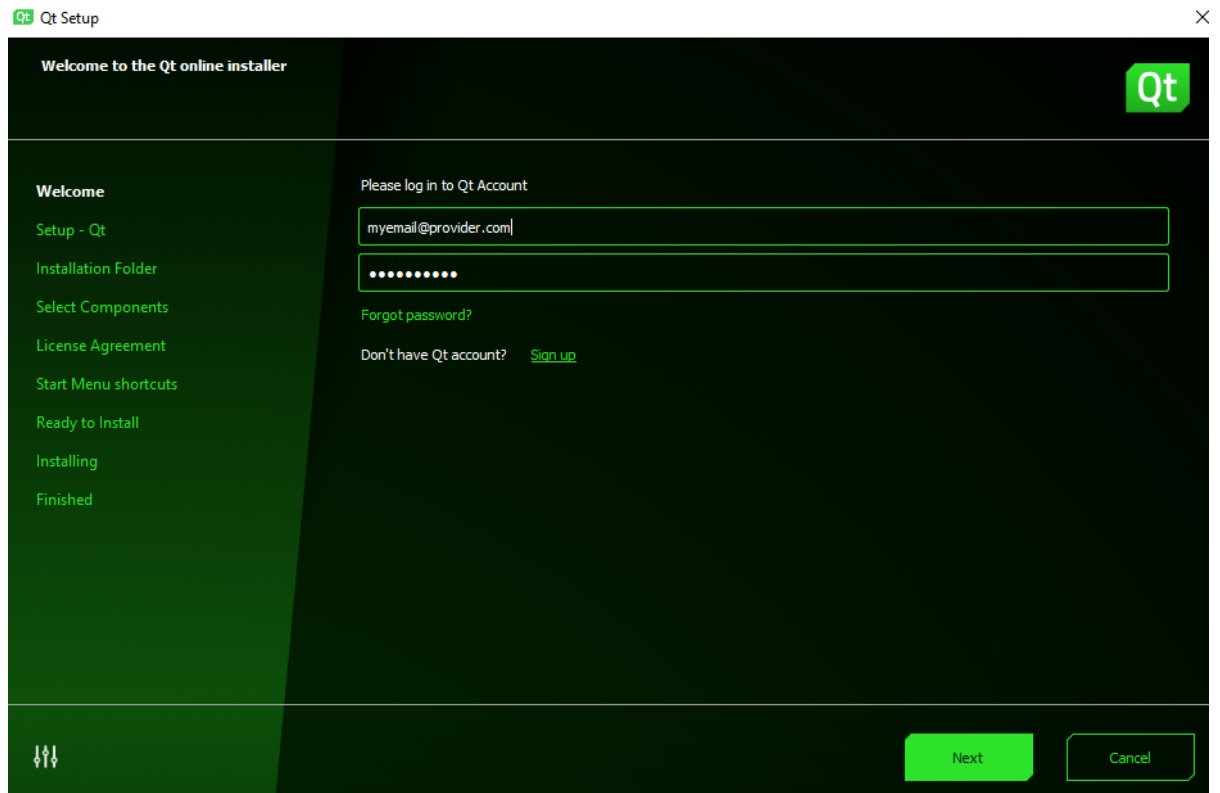 Qt Qt Setup
Welcome to the Qt online installer
Qt
Welcome
Setup - Qt
Installation Folder
Select Components
License Agreement
Start Menu shortcuts
Ready to Install
Installing
Finished
Please log in to Qt Account
myemail@provider.com
••••••••••
Forgot password?
Don't have Qt account? Sign up
Next
Cancel